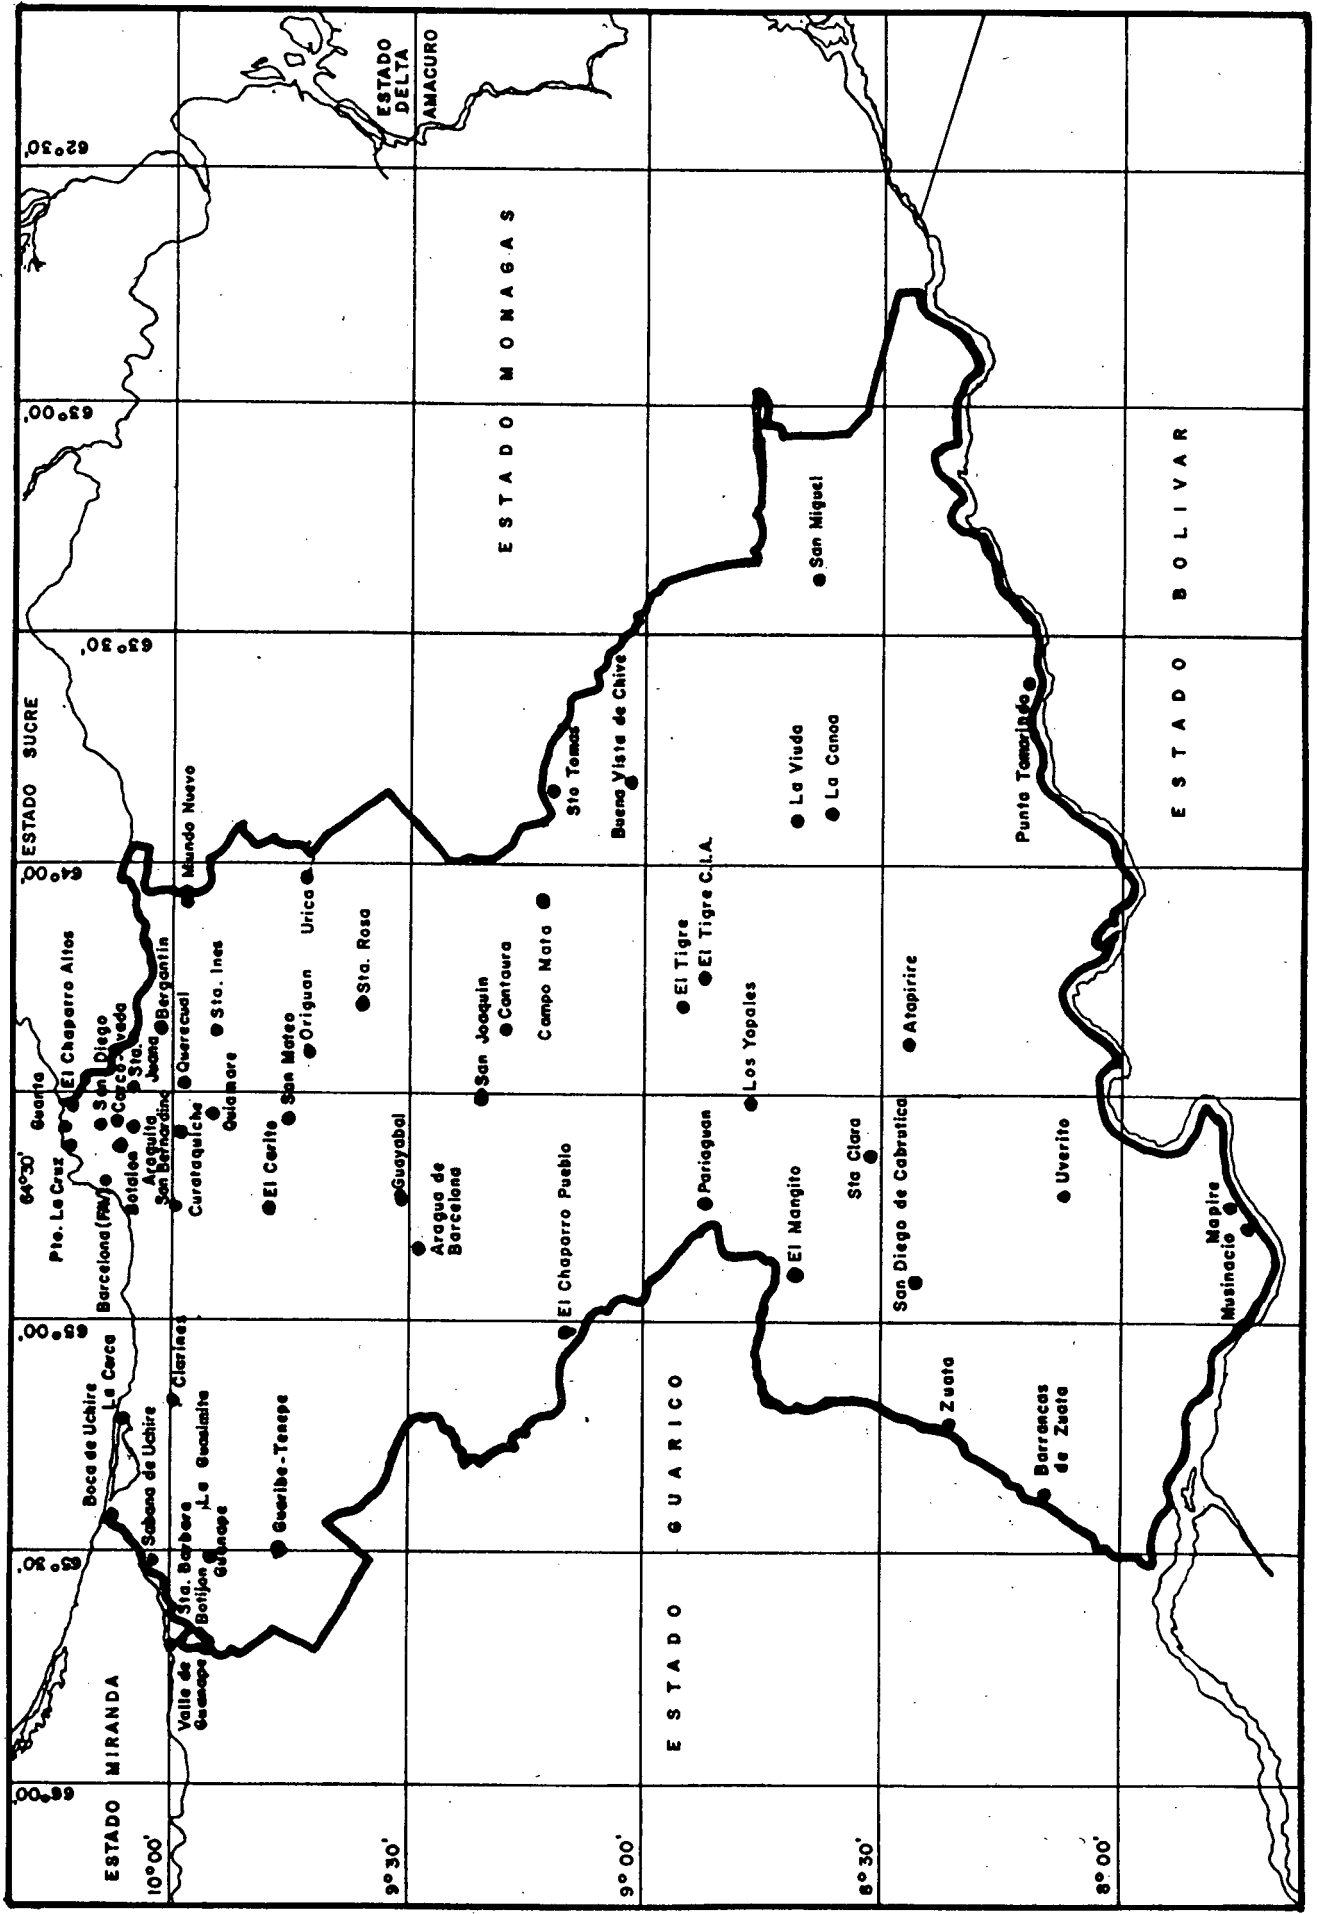 ESTADO SUCRE
ESTADO
DELTA
AMACURO
ESTADO MONAGAS
ESTADO MIRANDA
ESTADO GUARICO
ESTADO BOLIVAR
66°00'
65°30'
65°00'
64°30'
64°00'
63°30'
63°00'
62°30'
10°00'
9°30'
9°00'
8°30'
8°00'
Boca de Uchire
La Cerca
Sabana de Uchire
Clarines
Sta. Barbara
Botijon
La Guasimita
Guanape
Valle de
Guanape
Guaribe-Tenepe
Guanta
Pto. La Cruz
El Chaparro Altos
San Diego
Barcelona (FAV)
Sta.
Juana
Araguita
San Bernardino
Bergantin
Querecual
Curataquiche
Quiamare
Sta. Ines
Mundo Nuevo
El Carito
San Mateo
Origuan
Urica
Sta. Rosa
Guayabal
Aragua de
Barcelona
San Joaquin
Cantaura
Campo Mata
Sto Tomas
Buena Vista de Chive
El Chaparro Pueblo
Pariaguan
El Tigre
El Tigre C.I.A.
Los Yopales
El Mangito
La Viuda
La Canoa
San Miguel
Sta Clara
San Diego de Cabrutica
Atapirire
Zuata
Barrancas
de Zuata
Uverito
Punta Tamarindo
Mapire
Musinacio